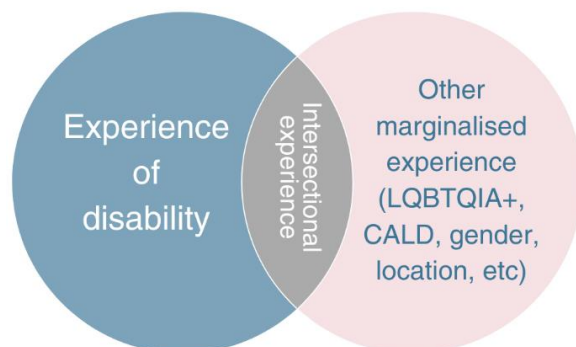 Experience
of
disability
Intersectional
experience
Other
marginalised
experience
(LQBTQIA+,
CALD, gender,
location, etc)